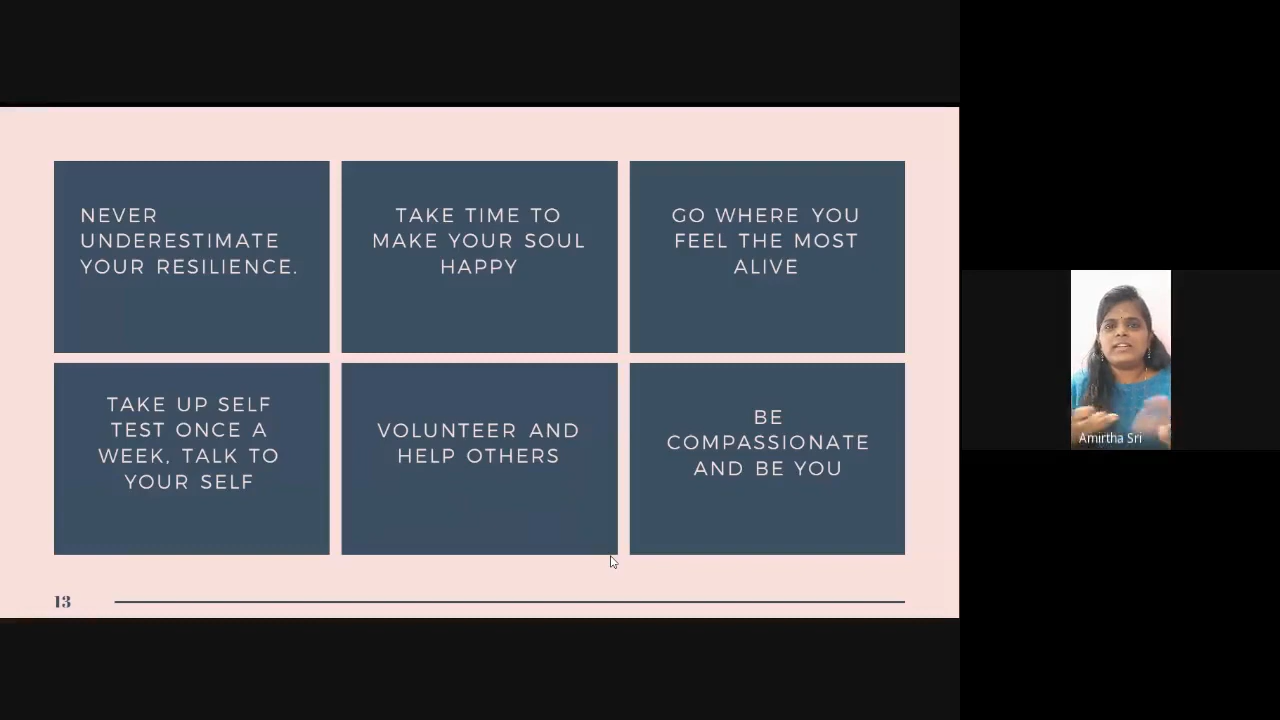 NEVER
UNDERESTIMATE
YOUR RESILIENCE.
TAKE TIME TO
MAKE YOUR SOUL
HAPPY
GO WHERE YOU
FEEL THE MOST
ALIVE
TAKE UP SELF
TEST ONCE A
WEEK, TALK TO
YOUR SELF
VOLUNTEER AND
HELP OTHERS
BE
COMPASSIONATE
AND BE YOU
13
Amirtha Sri